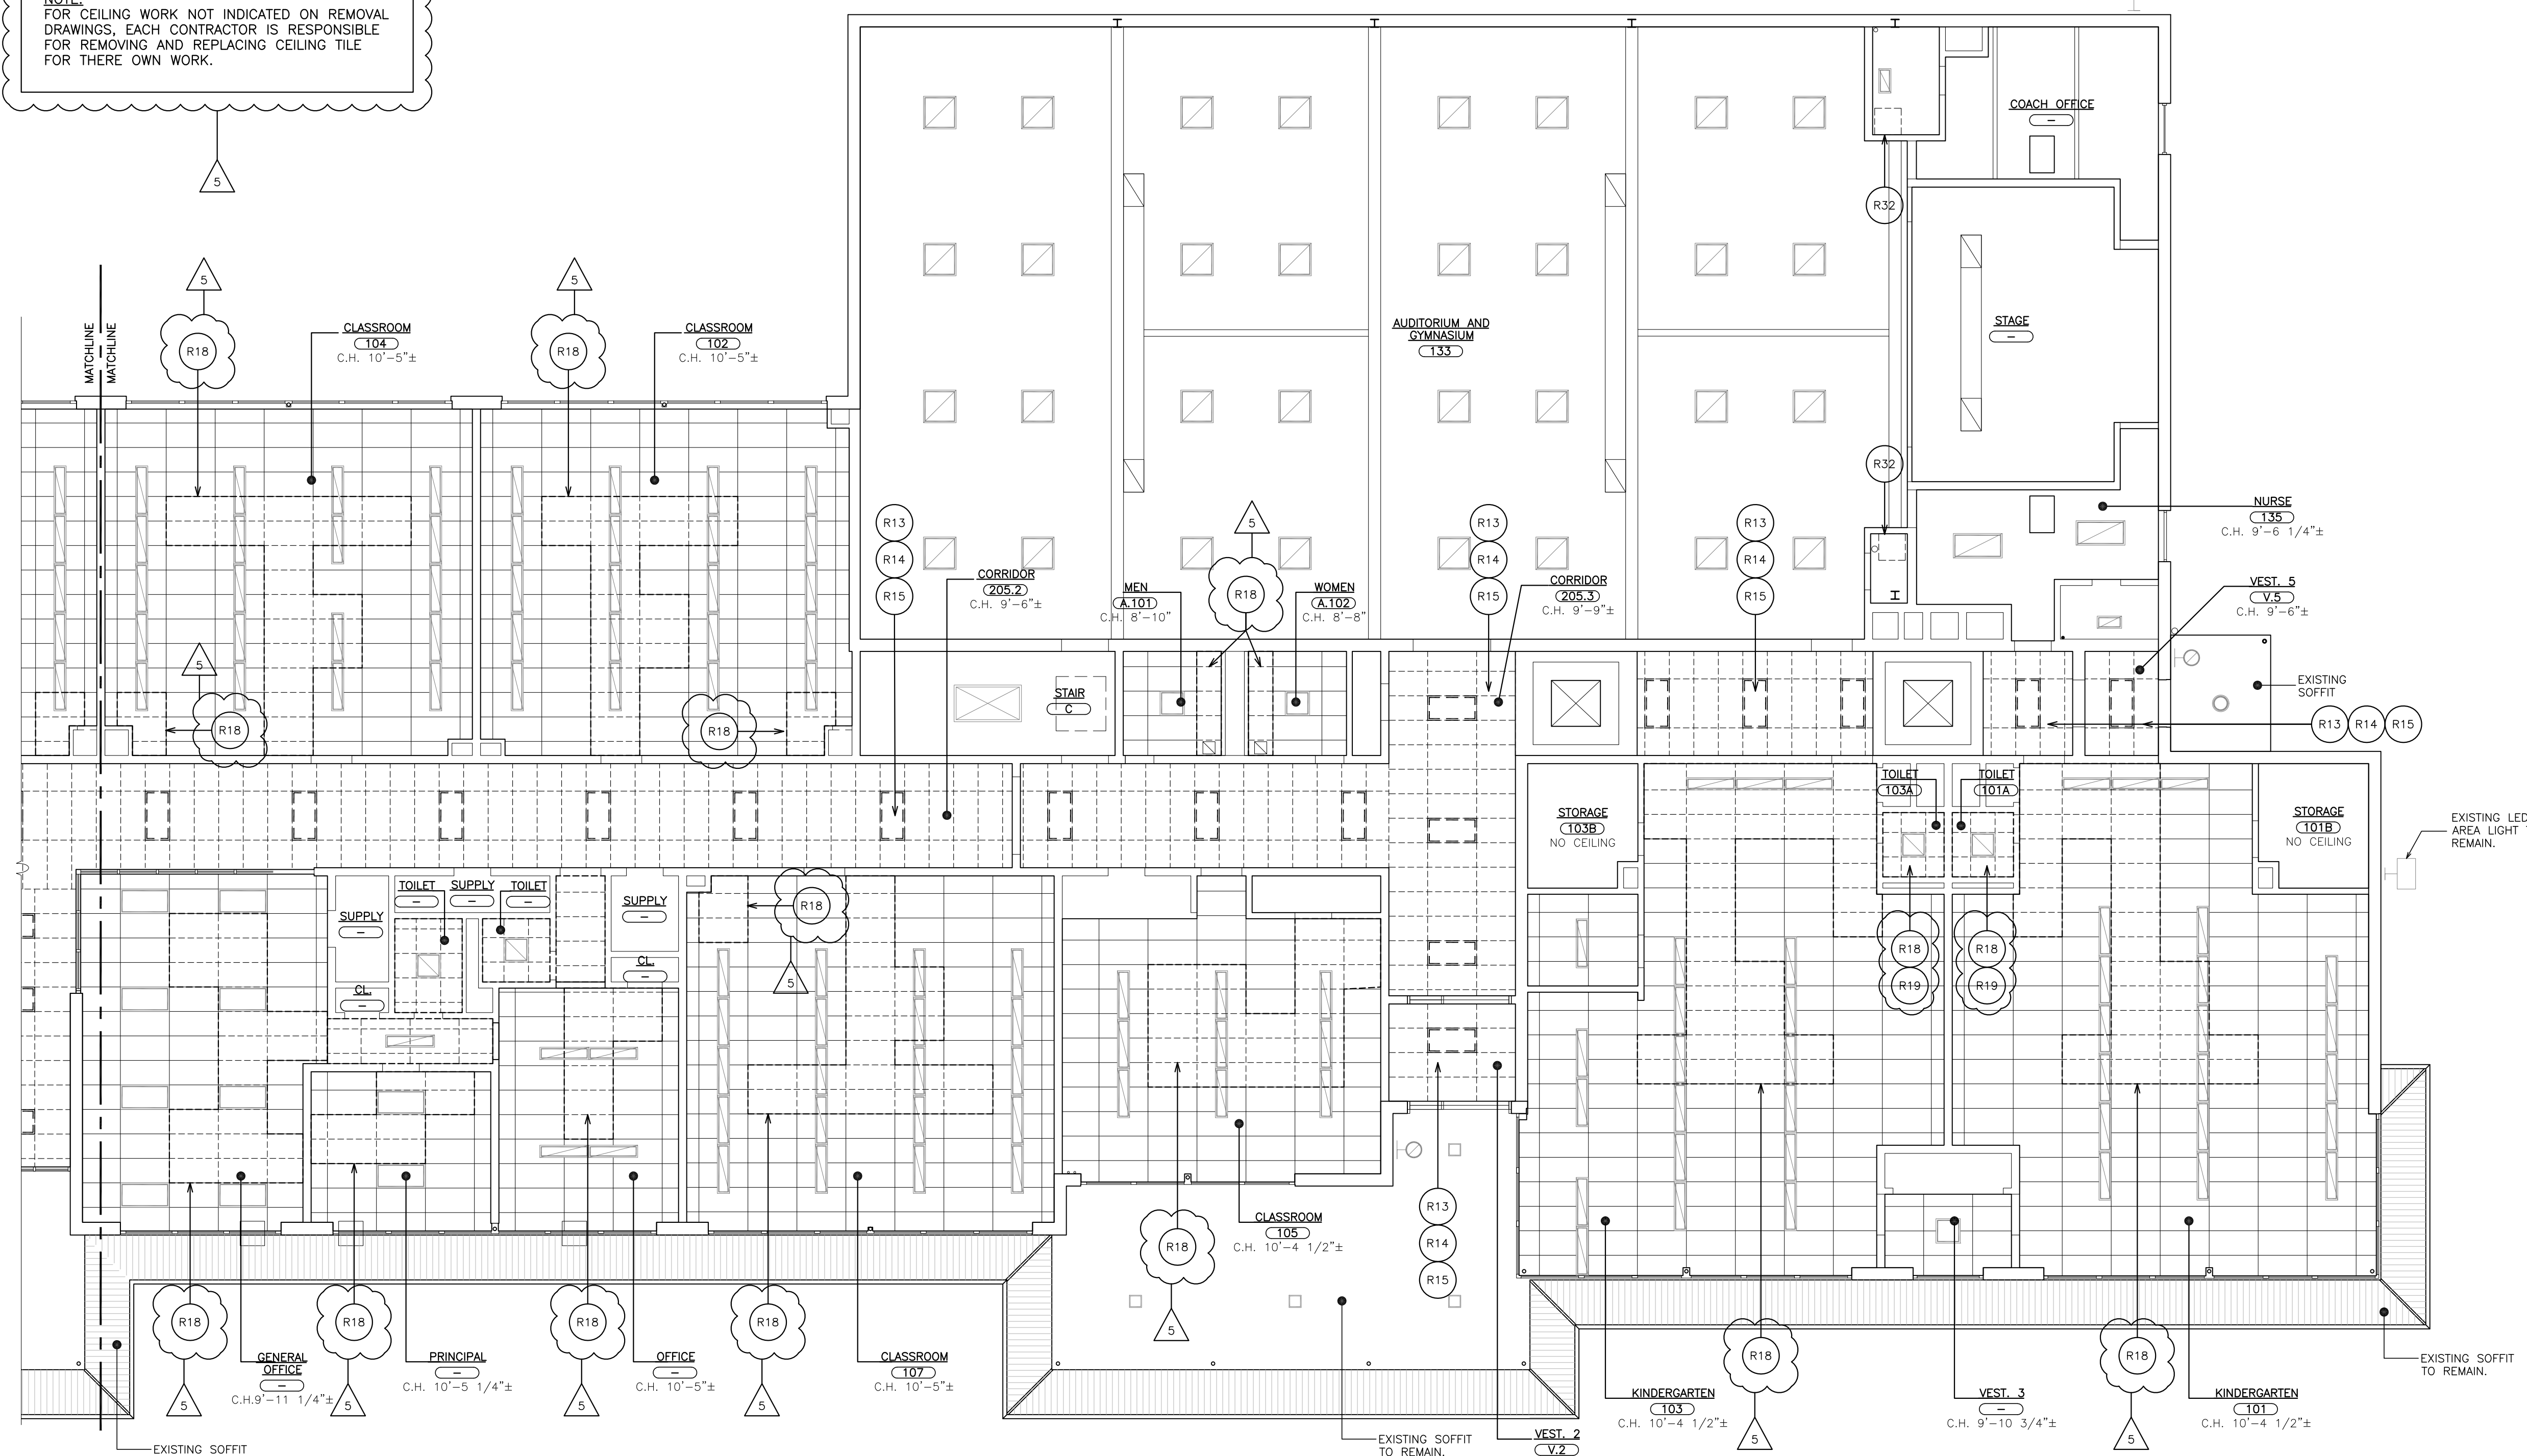 NOTE:
FOR CEILING WORK NOT INDICATED ON REMOVAL
DRAWINGS, EACH CONTRACTOR IS RESPONSIBLE
FOR REMOVING AND REPLACING CEILING TILE
FOR THERE OWN WORK.
5
COACH OFFICE
-
R32
5
5
MATCHLINE
MATCHLINE
R18
CLASSROOM
104
C.H. 10'-5"±
R18
CLASSROOM
102
C.H. 10'-5"±
AUDITORIUM AND
GYMNASIUM
133
STAGE
-
R32
NURSE
135
C.H. 9'-6 1/4"±
R13
R14
R15
CORRIDOR
205.2
C.H. 9'-6"±
MEN
A.101
C.H. 8'-10"
5
R18
WOMEN
A.102
C.H. 8'-8"
R13
R14
R15
CORRIDOR
205.3
C.H. 9'-9"±
R13
R14
R15
VEST. 5
V.5
C.H. 9'-6"±
5
R18
R18
STAIR
C
EXISTING
SOFFIT
R13 R14 R15
TOILET
103A
TOILET
101A
STORAGE
103B
NO CEILING
STORAGE
101B
NO CEILING
EXISTING LED
AREA LIGHT
REMAIN.
SUPPLY
-
TOILET
-
SUPPLY
-
TOILET
-
SUPPLY
-
CL.
-
CL.
-
R18
5
R18
R19
R18
R19
R13
R14
R15
R18
5
CLASSROOM
105
C.H. 10'-4 1/2"±
R18
5
GENERAL
OFFICE
-
C.H.9'-11 1/4"±
R18
5
PRINCIPAL
-
C.H. 10'-5 1/4"±
R18
5
OFFICE
-
C.H. 10'-5"±
R18
5
CLASSROOM
107
C.H. 10'-5"±
KINDERGARTEN
103
C.H. 10'-4 1/2"±
R18
5
VEST. 3
-
C.H. 9'-10 3/4"±
R18
5
KINDERGARTEN
101
C.H. 10'-4 1/2"±
EXISTING SOFFIT
TO REMAIN.
EXISTING SOFFIT
EXISTING SOFFIT
TO REMAIN.
VEST. 2
V.2